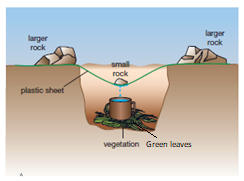 larger
rock
larger
rock
small
rock
plastic sheet
vegetation
Green leaves